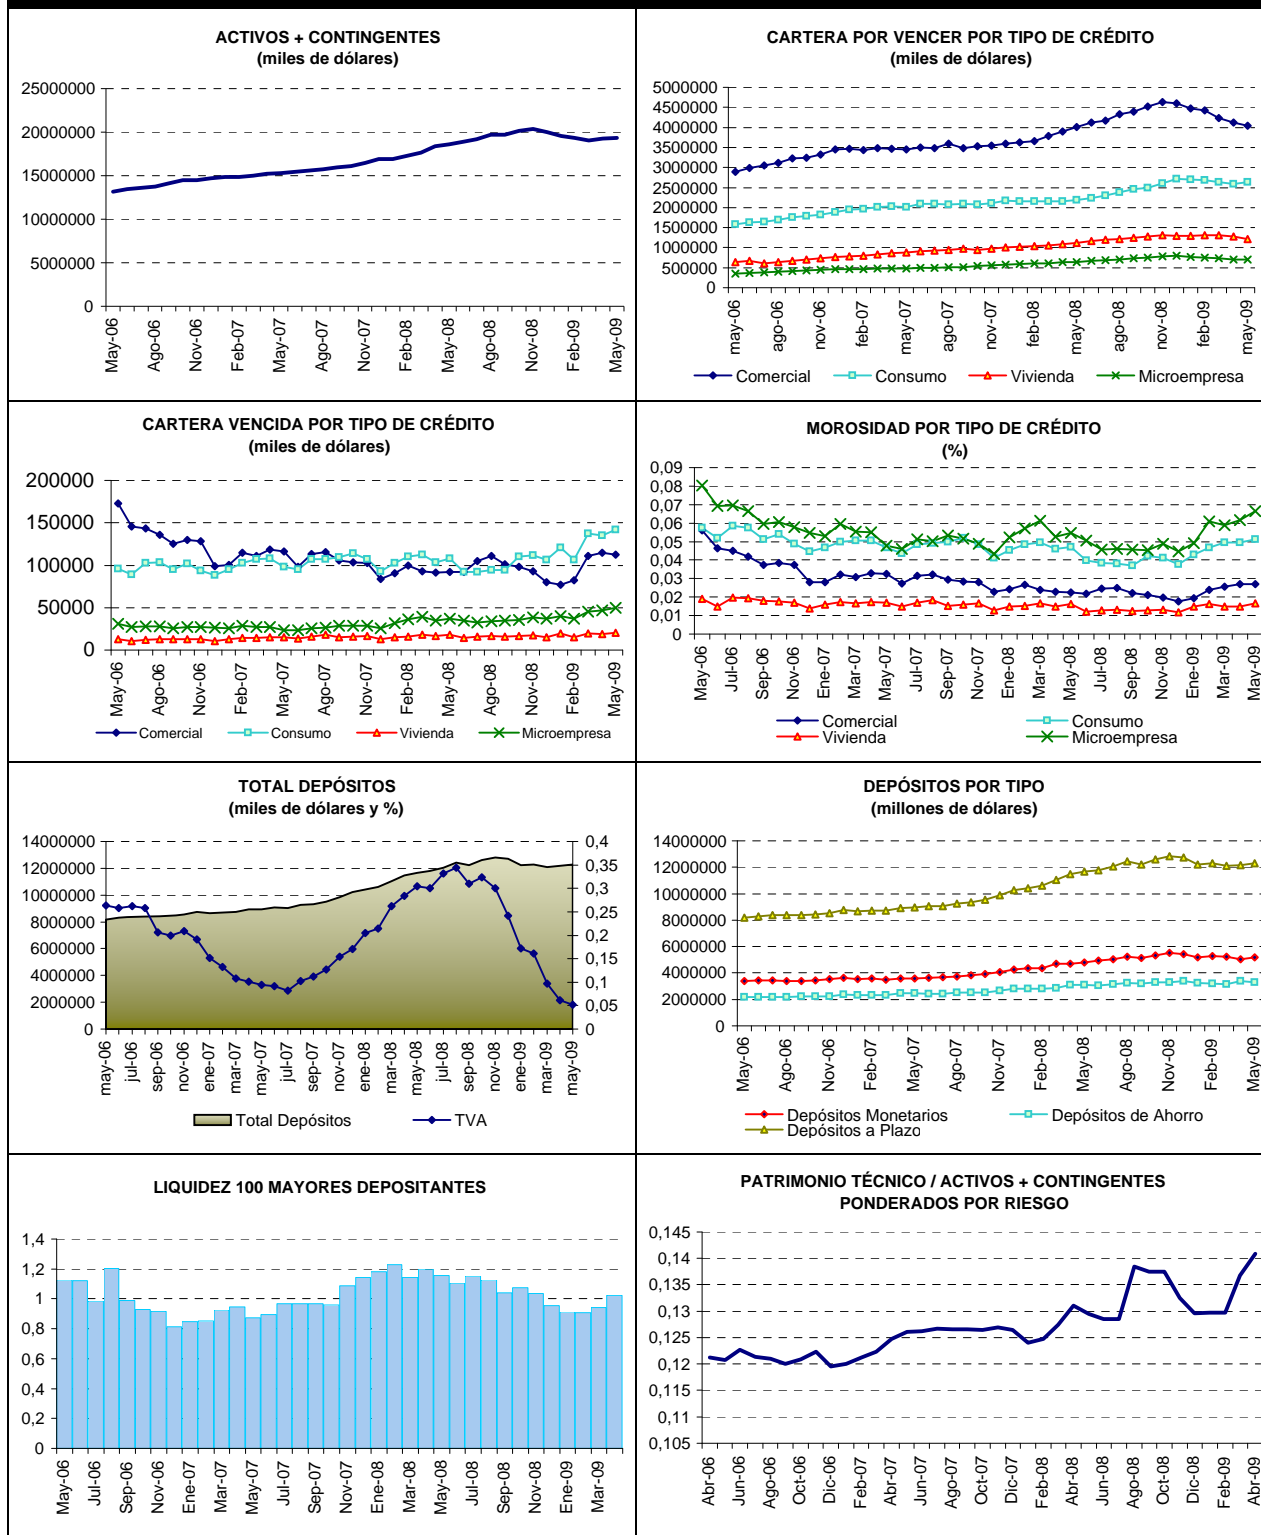 ACTIVOS + CONTINGENTES
(miles de dólares)
25000000
20000000
15000000
10000000
5000000
0
May-06
Ago-06
Nov-06
Feb-07
May-07
Ago-07
Nov-07
Feb-08
May-08
Ago-08
Nov-08
Feb-09
May-09
CARTERA POR VENCER POR TIPO DE CRÉDITO
(miles de dólares)
5000000
4500000
4000000
3500000
3000000
2500000
2000000
1500000
1000000
500000
0
may-06
ago-06
nov-06
feb-07
may-07
ago-07
nov-07
feb-08
may-08
ago-08
nov-08
feb-09
may-09
Comercial
Consumo
Vivienda
Microempresa
CARTERA VENCIDA POR TIPO DE CRÉDITO
(miles de dólares)
200000
150000
100000
50000
0
May-06
Ago-06
Nov-06
Feb-07
May-07
Ago-07
Nov-07
Feb-08
May-08
Ago-08
Nov-08
Feb-09
May-09
Comercial
Consumo
Vivienda
Microempresa
MOROSIDAD POR TIPO DE CRÉDITO
(%)
0,09
0,08
0,07
0,06
0,05
0,04
0,03
0,02
0,01
0
May-06
Jul-06
Sep-06
Nov-06
Ene-07
Mar-07
May-07
Jul-07
Sep-07
Nov-07
Ene-08
Mar-08
May-08
Jul-08
Sep-08
Nov-08
Ene-09
Mar-09
May-09
Comercial
Consumo
Vivienda
Microempresa
TOTAL DEPÓSITOS
(miles de dólares y %)
14000000
12000000
10000000
8000000
6000000
4000000
2000000
0
0,4
0,35
0,3
0,25
0,2
0,15
0,1
0,05
0
may-06
jul-06
sep-06
nov-06
ene-07
mar-07
may-07
jul-07
sep-07
nov-07
ene-08
mar-08
may-08
jul-08
sep-08
nov-08
ene-09
mar-09
may-09
Total Depósitos
TVA
DEPÓSITOS POR TIPO
(millones de dólares)
14000000
12000000
10000000
8000000
6000000
4000000
2000000
0
May-06
Ago-06
Dic-06
Feb-07
May-07
Ago-07
Nov-07
Feb-08
May-08
Ago-08
Nov-08
Feb-09
May-09
Depósitos Monetarios
Depósitos de Ahorro
Depósitos a Plazo
LIQUIDEZ 100 MAYORES DEPOSITANTES
1,4
1,2
1
0,8
0,6
0,4
0,2
0
May-06
Jul-06
Sep-06
Nov-06
Ene-07
Mar-07
May-07
Jul-07
Sep-07
Nov-07
Ene-08
Mar-08
May-08
Jul-08
Sep-08
Nov-08
Ene-09
Mar-09
PATRIMONIO TÉCNICO / ACTIVOS + CONTINGENTES
PONDERADOS POR RIESGO
0,145
0,14
0,135
0,13
0,125
0,12
0,115
0,11
0,105
Abr-06
Jun-06
Ago-06
Oct-06
Dic-06
Feb-07
Abr-07
Jun-07
Ago-07
Oct-07
Dic-07
Feb-08
Abr-08
Jun-08
Ago-08
Oct-08
Dic-08
Feb-09
Abr-09